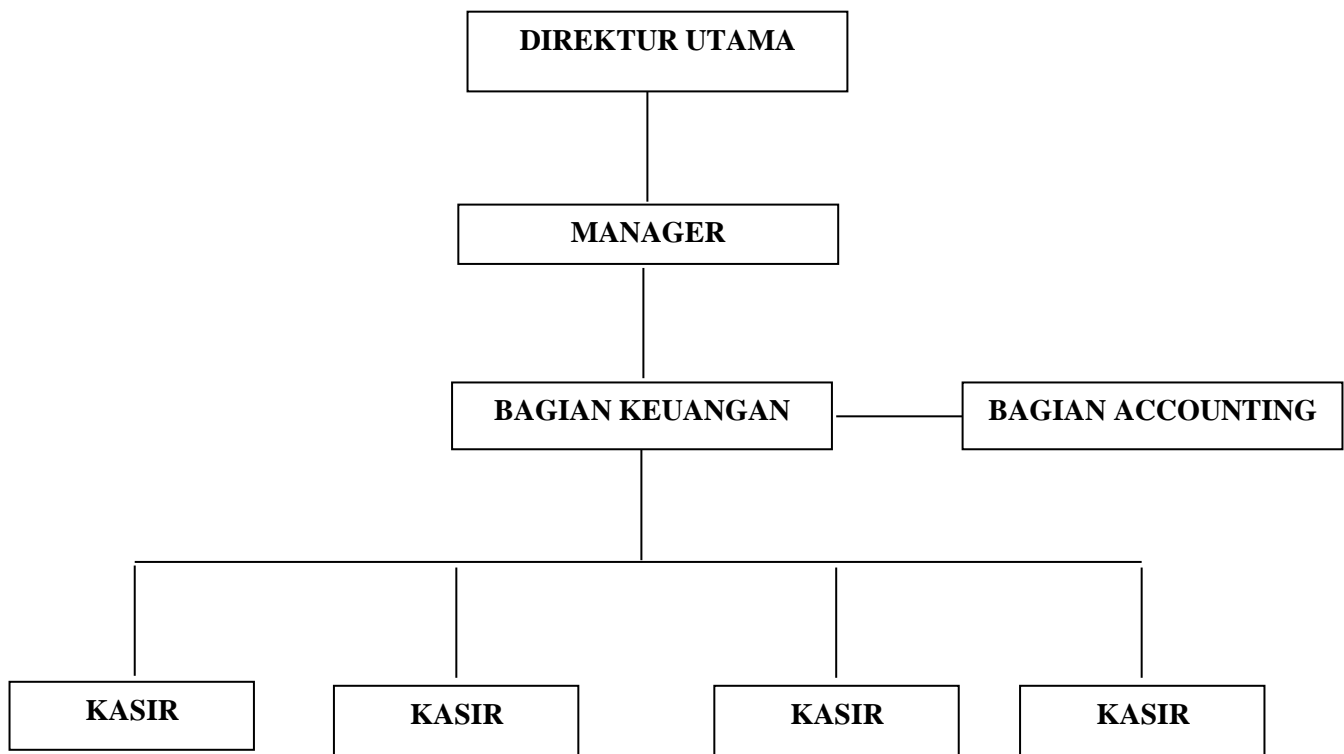 DIREKTUR UTAMA
MANAGER
BAGIAN KEUANGAN
BAGIAN ACCOUNTING
KASIR
KASIR
KASIR
KASIR